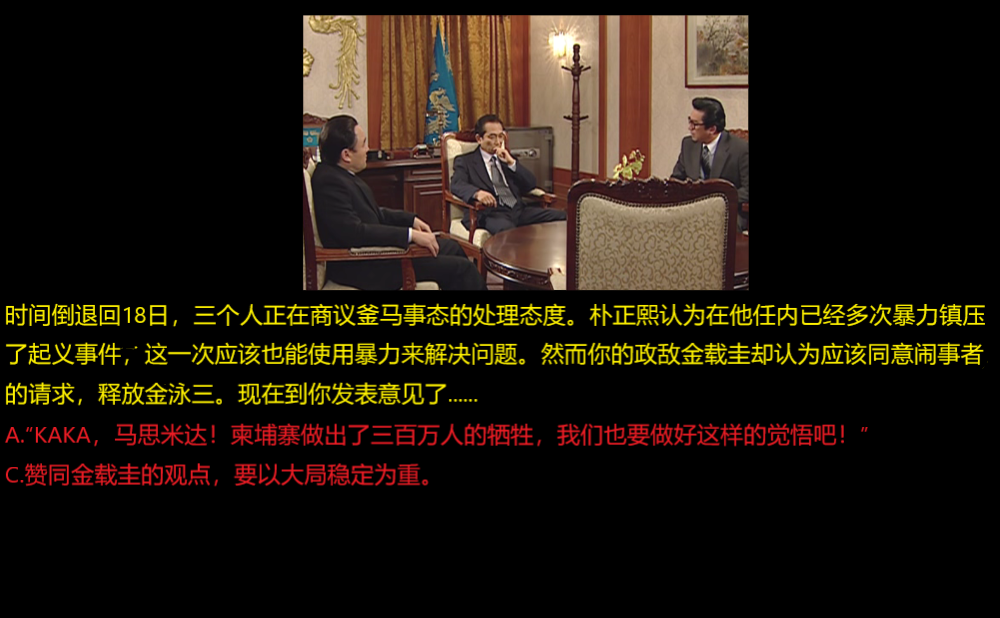 时间倒退回18日，三个人正在商议釜马事态的处理态度。朴正熙认为在他任内已经多次暴力镇压
了起义事件，这一次应该也能使用暴力来解决问题。然而你的政敌金载圭却认为应该同意闹事者
的请求，释放金泳三。现在到你发表意见了......
A.“KAKA，马思米达！柬埔寨做出了三百万人的牺牲，我们也要做好这样的觉悟吧！”
C.赞同金载圭的观点，要以大局稳定为重。